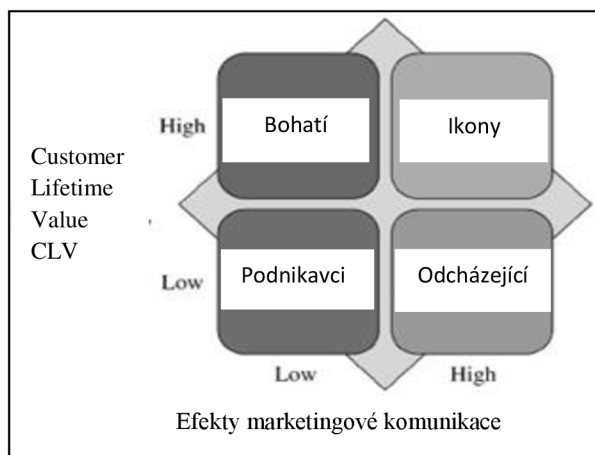 Customer
Lifetime
Value
CLV
High
Bohatí
Ikony
Low
Podnikavci
Odcházející
Low
High
Efekty marketingové komunikace